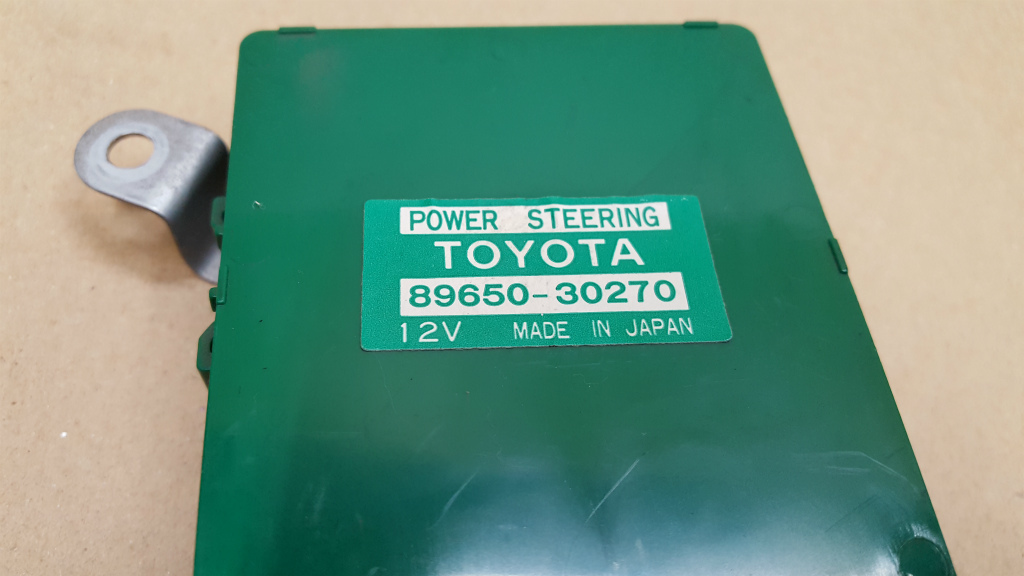 POWER STEERING
TOYOTA
89650-30270
12V MADE IN JAPAN